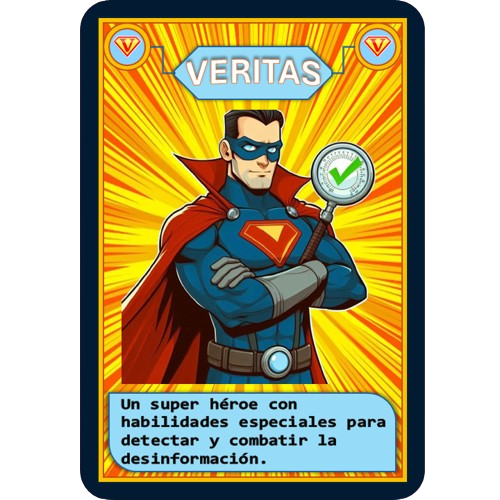 V
VERITAS
V
V
Un super héroe con
habilidades especiales para
detectar y combatir la
desinformación.